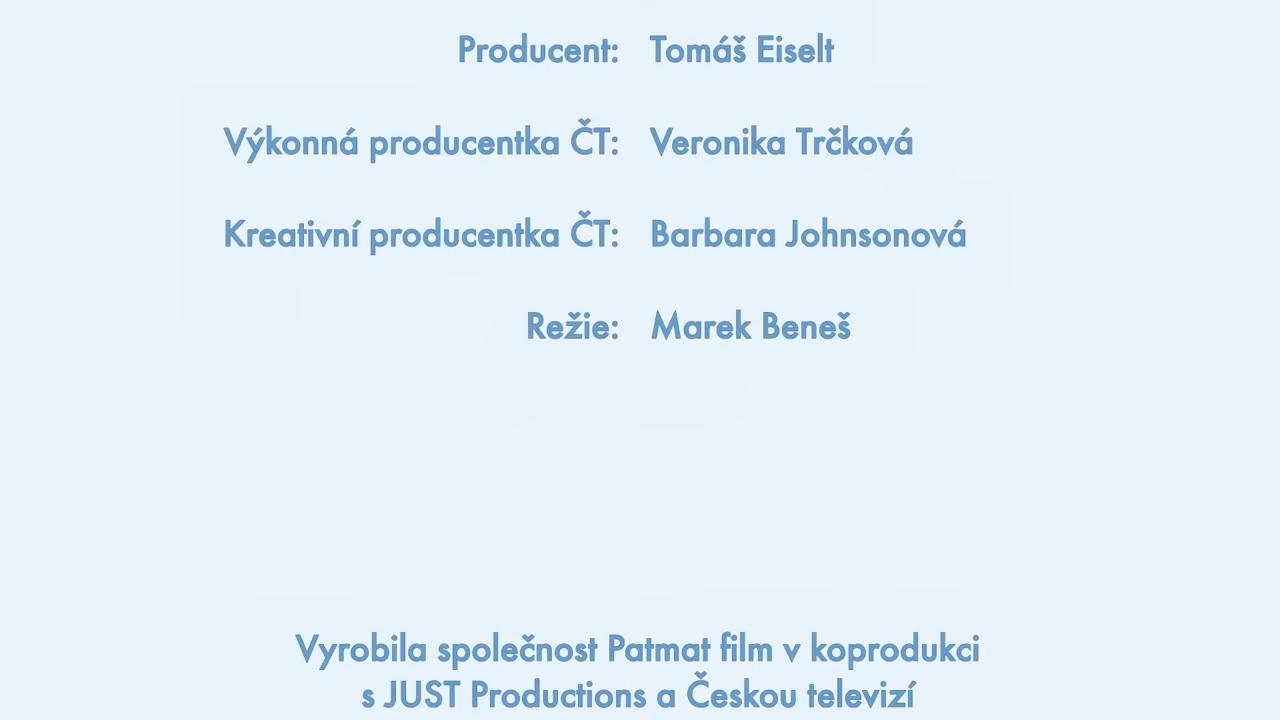 Producent: Tomáš Eiselt
Výkonná producentka ČT: Veronika Trčková
Kreativní producentka ČT: Barbara Johnsonová
Režie: Marek Beneš
Vyrobila společnost Patmat film v koprodukci
s JUST Productions a Českou televizí